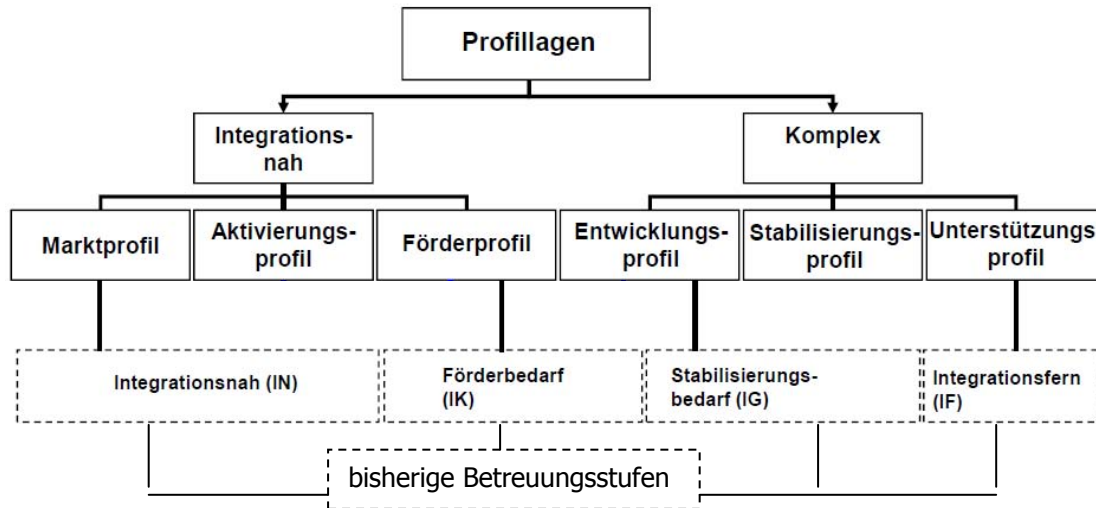 Profillagen
Integrations-
nah
Komplex
Marktprofil
Aktivierungs-
profil
Förderprofil
Entwicklungs-
profil
Stabilisierungs-
profil
Unterstützungs
profil
Integrationsnah (IN)
Förderbedarf
(IK)
Stabilisierungs-
bedarf (IG)
Integrationsfern
(IF)
bisherige Betreuungsstufen